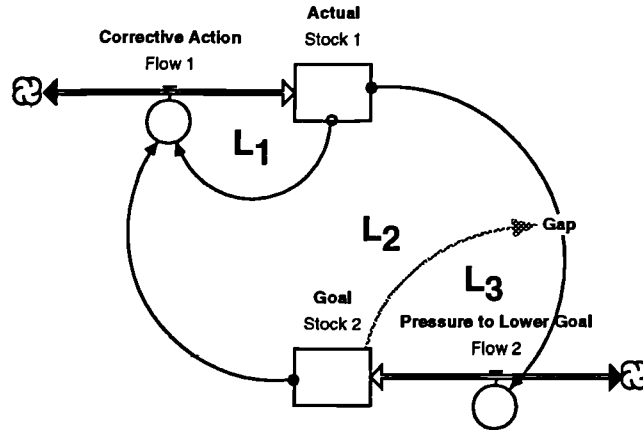 Actual
Stock 1
Corrective Action
Flow 1
L1
L2
Gap
L3
Goal
Stock 2
Pressure to Lower Goal
Flow 2